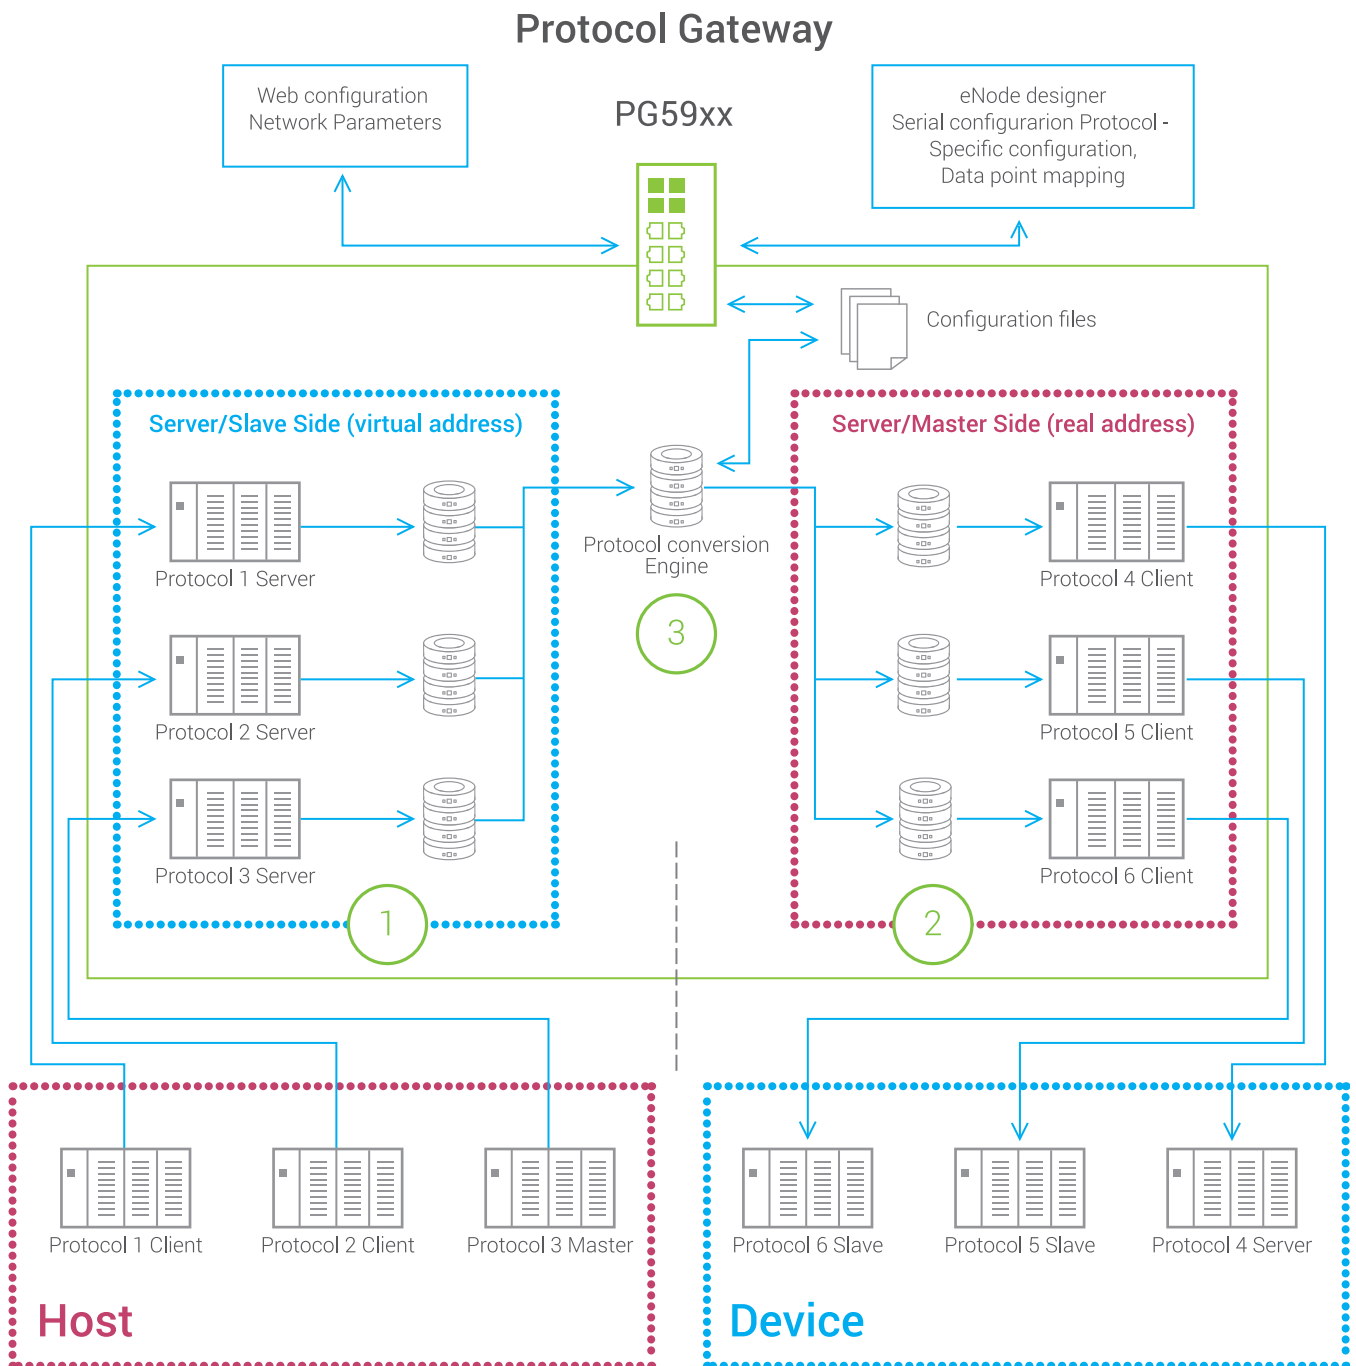 Protocol Gateway
Web configuration
Network Parameters
PG59xx
eNode designer
Serial configurarion Protocol -
Specific configuration,
Data point mapping
Configuration files
Server/Slave Side (virtual address)
Server/Master Side (real address)
Protocol conversion
Engine
3
Protocol 1 Server
Protocol 4 Client
Protocol 2 Server
Protocol 5 Client
Protocol 3 Server
Protocol 6 Client
1
2
Protocol 1 Client
Protocol 2 Client
Protocol 3 Master
Protocol 6 Slave
Protocol 5 Slave
Protocol 4 Server
Host
Device